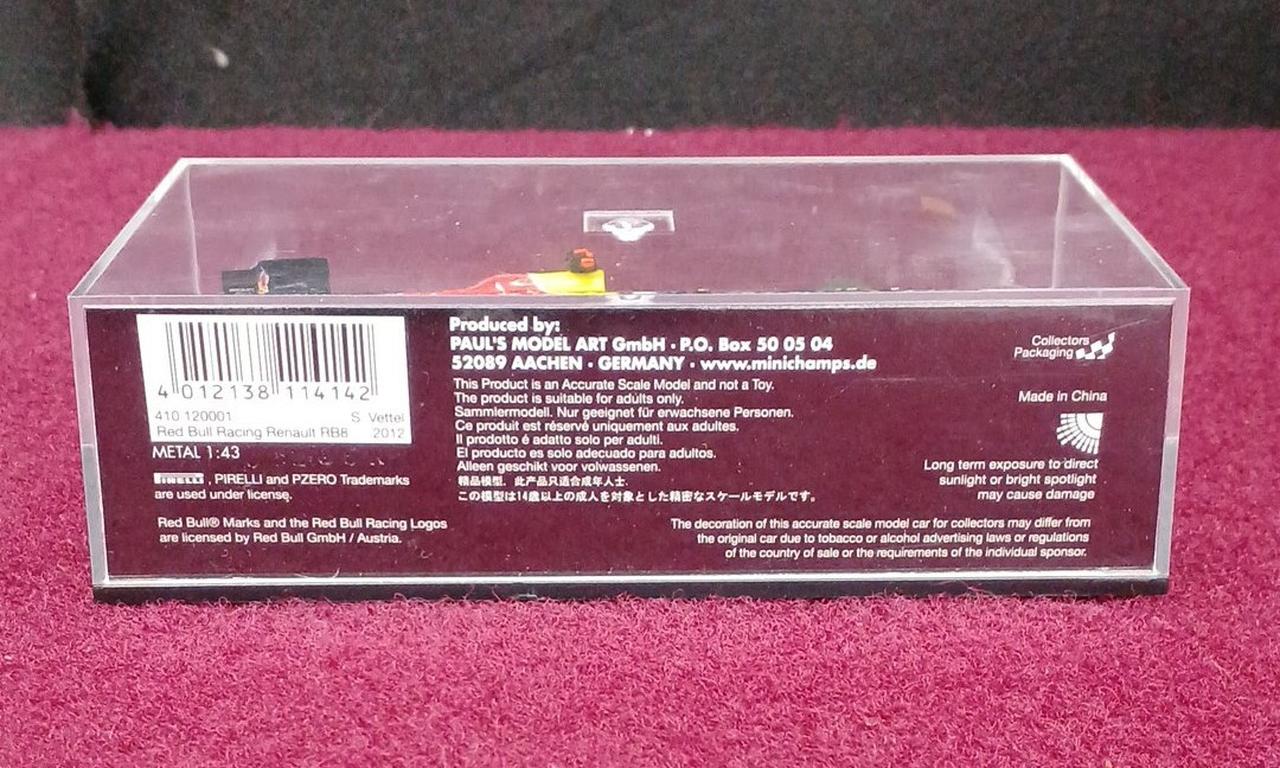 4 012138 114142
410 120001 S. Vettel
Red Bull Racing Renault RB8 2012
METAL 1:43
PIRELLI , PIRELLI and PZERO Trademarks
are used under license.
Red Bull® Marks and the Red Bull Racing Logos
are licensed by Red Bull GmbH / Austria.
Produced by:
PAUL'S MODEL ART GmbH · P.O. Box 50 05 04
52089 AACHEN · GERMANY · www.minichamps.de
This Product is an Accurate Scale Model and not a Toy.
The product is suitable for adults only.
Sammlermodell. Nur geeignet für erwachsene Personen.
Ce produit est réservé uniquement aux adultes.
Il prodotto é adatto solo per adulti.
El producto es solo adecuado para adultos.
Alleen geschikt voor volwassenen.
精品模型. 此产品只适合成年人士.
この模型は14歳以上の成人を対象とした精密なスケールモデルです。
Collectors
Packaging
Made in China
Long term exposure to direct
sunlight or bright spotlight
may cause damage
The decoration of this accurate scale model car for collectors may differ from
the original car due to tobacco or alcohol advertising laws or regulations
of the country of sale or the requirements of the individual sponsor.